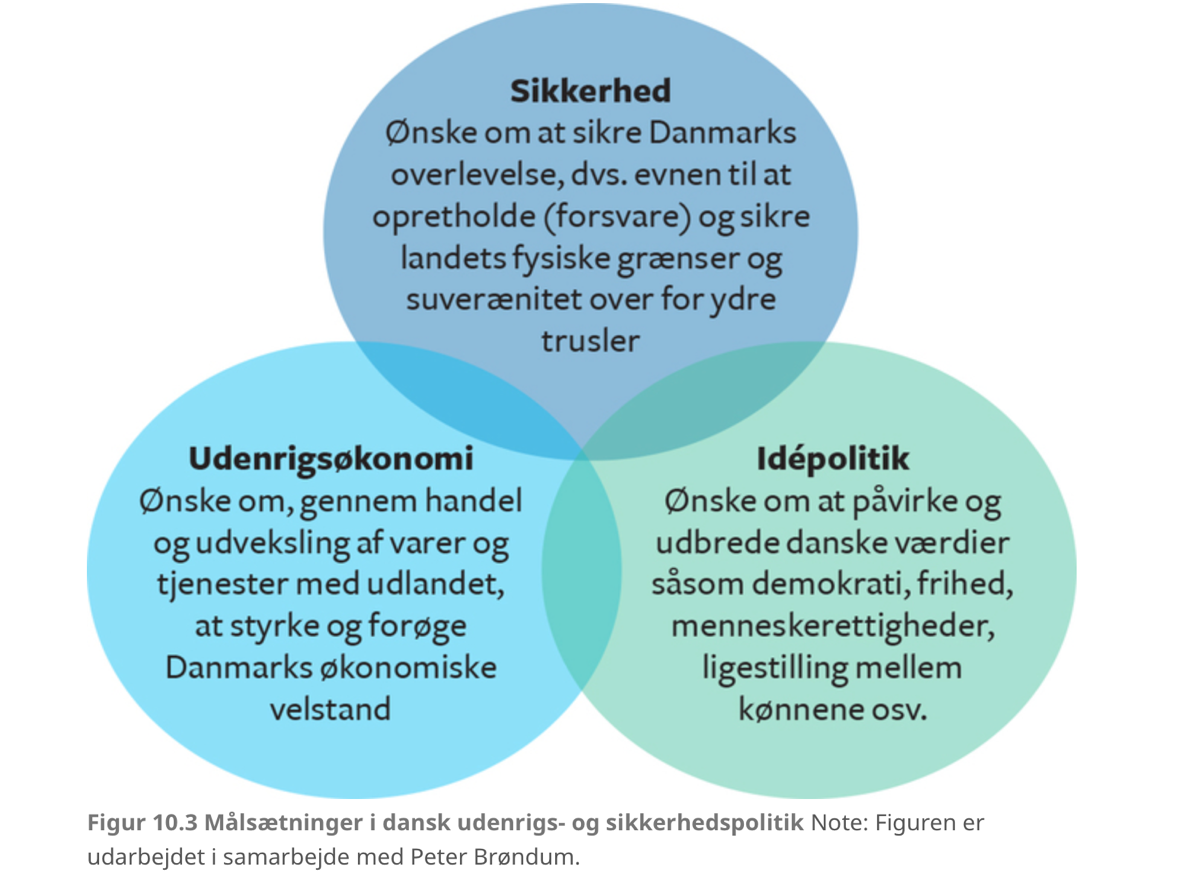 Sikkerhed
Ønske om at sikre Danmarks
overlevelse, dvs. evnen til at
opretholde (forsvare) og sikre
landets fysiske grænser og
suverænitet over for ydre
trusler
Udenrigsøkonomi
Ønske om, gennem handel
og udveksling af varer og
tjenester med udlandet,
at styrke og forøge
Danmarks økonomiske
velstand
Idépolitik
Ønske om at påvirke og
udbrede danske værdier
såsom demokrati, frihed,
menneskerettigheder,
ligestilling mellem
kønnene osv.
Figur 10.3 Målsætninger i dansk udenrigs- og sikkerhedspolitik Note: Figuren er
udarbejdet i samarbejde med Peter Brøndum.